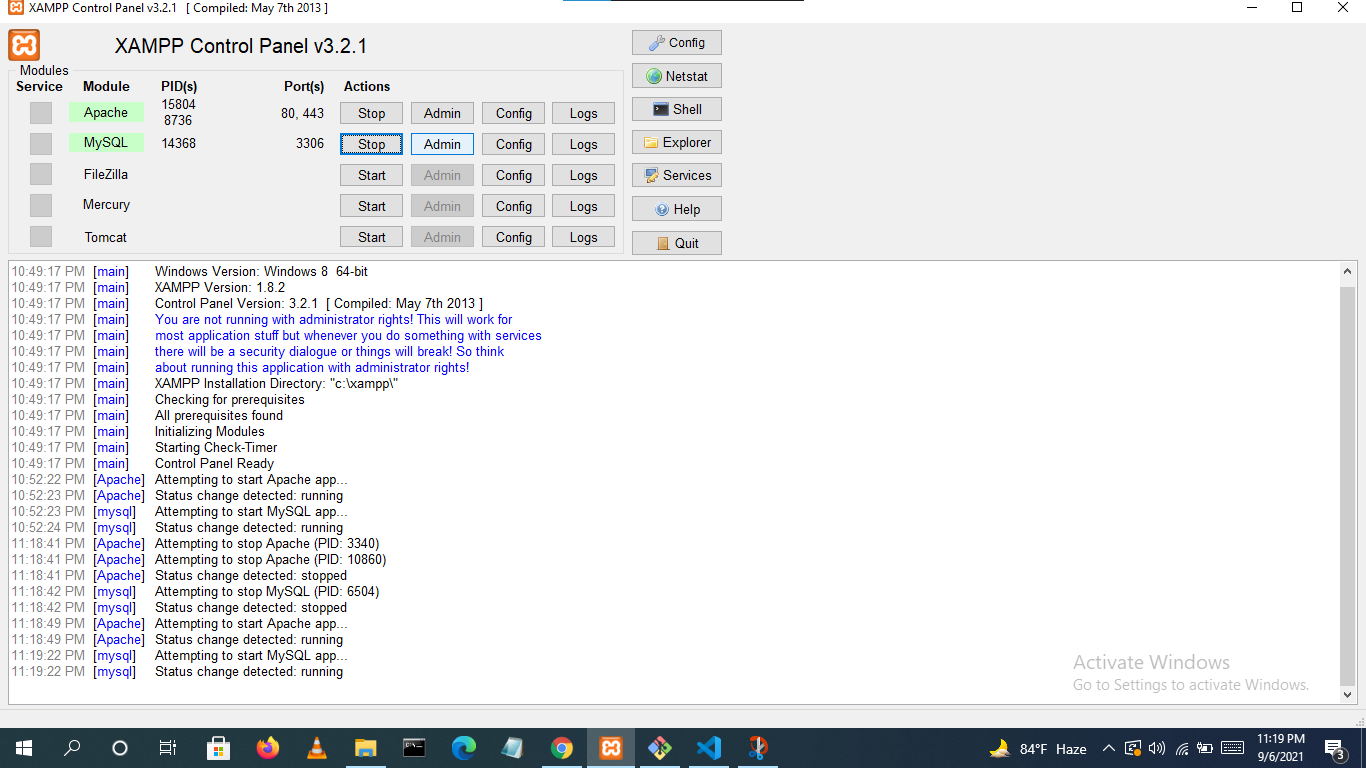 XAMPP Control Panel v3.2.1 [ Compiled: May 7th 2013 ]
XAMPP Control Panel v3.2.1
Config
Modules
Service Module PID(s) Port(s) Actions
Netstat
Apache 15804 8736 80, 443 Stop Admin Config Logs
Shell
MySQL 14368 3306 Stop Admin Config Logs
Explorer
FileZilla Start Admin Config Logs
Services
Mercury Start Admin Config Logs
Help
Tomcat Start Admin Config Logs
Quit
10:49:17 PM [main] Windows Version: Windows 8 64-bit
10:49:17 PM [main] XAMPP Version: 1.8.2
10:49:17 PM [main] Control Panel Version: 3.2.1 [ Compiled: May 7th 2013 ]
10:49:17 PM [main] You are not running with administrator rights! This will work for
10:49:17 PM [main] most application stuff but whenever you do something with services
10:49:17 PM [main] there will be a security dialogue or things will break! So think
10:49:17 PM [main] about running this application with administrator rights!
10:49:17 PM [main] XAMPP Installation Directory: "c:\xampp\"
10:49:17 PM [main] Checking for prerequisites
10:49:17 PM [main] All prerequisites found
10:49:17 PM [main] Initializing Modules
10:49:17 PM [main] Starting Check-Timer
10:49:17 PM [main] Control Panel Ready
10:52:22 PM [Apache] Attempting to start Apache app...
10:52:23 PM [Apache] Status change detected: running
10:52:23 PM [mysql] Attempting to start MySQL app...
10:52:24 PM [mysql] Status change detected: running
11:18:41 PM [Apache] Attempting to stop Apache (PID: 3340)
11:18:41 PM [Apache] Attempting to stop Apache (PID: 10860)
11:18:41 PM [Apache] Status change detected: stopped
11:18:42 PM [mysql] Attempting to stop MySQL (PID: 6504)
11:18:42 PM [mysql] Status change detected: stopped
11:18:49 PM [Apache] Attempting to start Apache app...
11:18:49 PM [Apache] Status change detected: running
11:19:22 PM [mysql] Attempting to start MySQL app...
11:19:22 PM [mysql] Status change detected: running
Activate Windows
Go to Settings to activate Windows.
84°F Haze
11:19 PM
9/6/2021
3